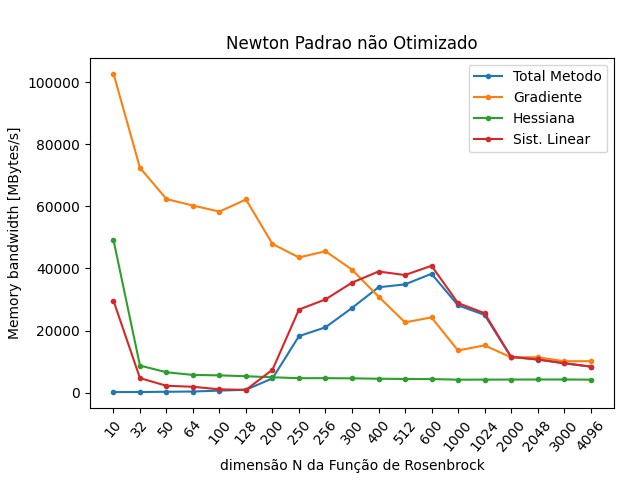 Newton Padrao não Otimizado
Memory bandwidth [MBytes/s]
100000
80000
60000
40000
20000
0
Total Metodo
Gradiente
Hessiana
Sist. Linear
10 32 50 64 100 128 200 250 256 300 400 512 600 1000 1024 2000 2048 3000 4096
dimensão N da Função de Rosenbrock